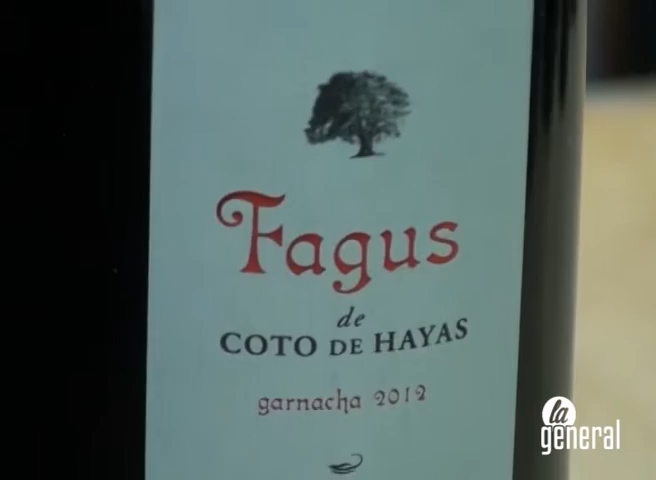 Fagus
de
COTO DE HAYAS
garnacha 2012
la
general